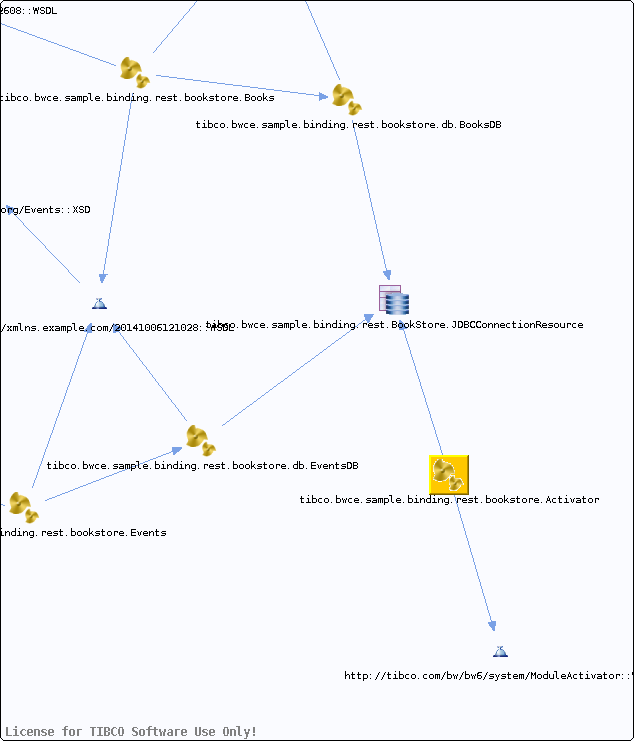 2608::WSDL
tibco.bwce.sample.binding.rest.bookstore.Books
tibco.bwce.sample.binding.rest.bookstore.db.BooksDB
org/Events::XSD
/xmlns.example.com/20141006121028::WSDL
tibco.bwce.sample.binding.rest.BookStore.JDBCConnectionResource
tibco.bwce.sample.binding.rest.bookstore.db.EventsDB
tibco.bwce.sample.binding.rest.bookstore.Activator
inding.rest.bookstore.Events
http://tibco.com/bw/bw6/system/ModuleActivator::
License for TIBCO Software Use Only!